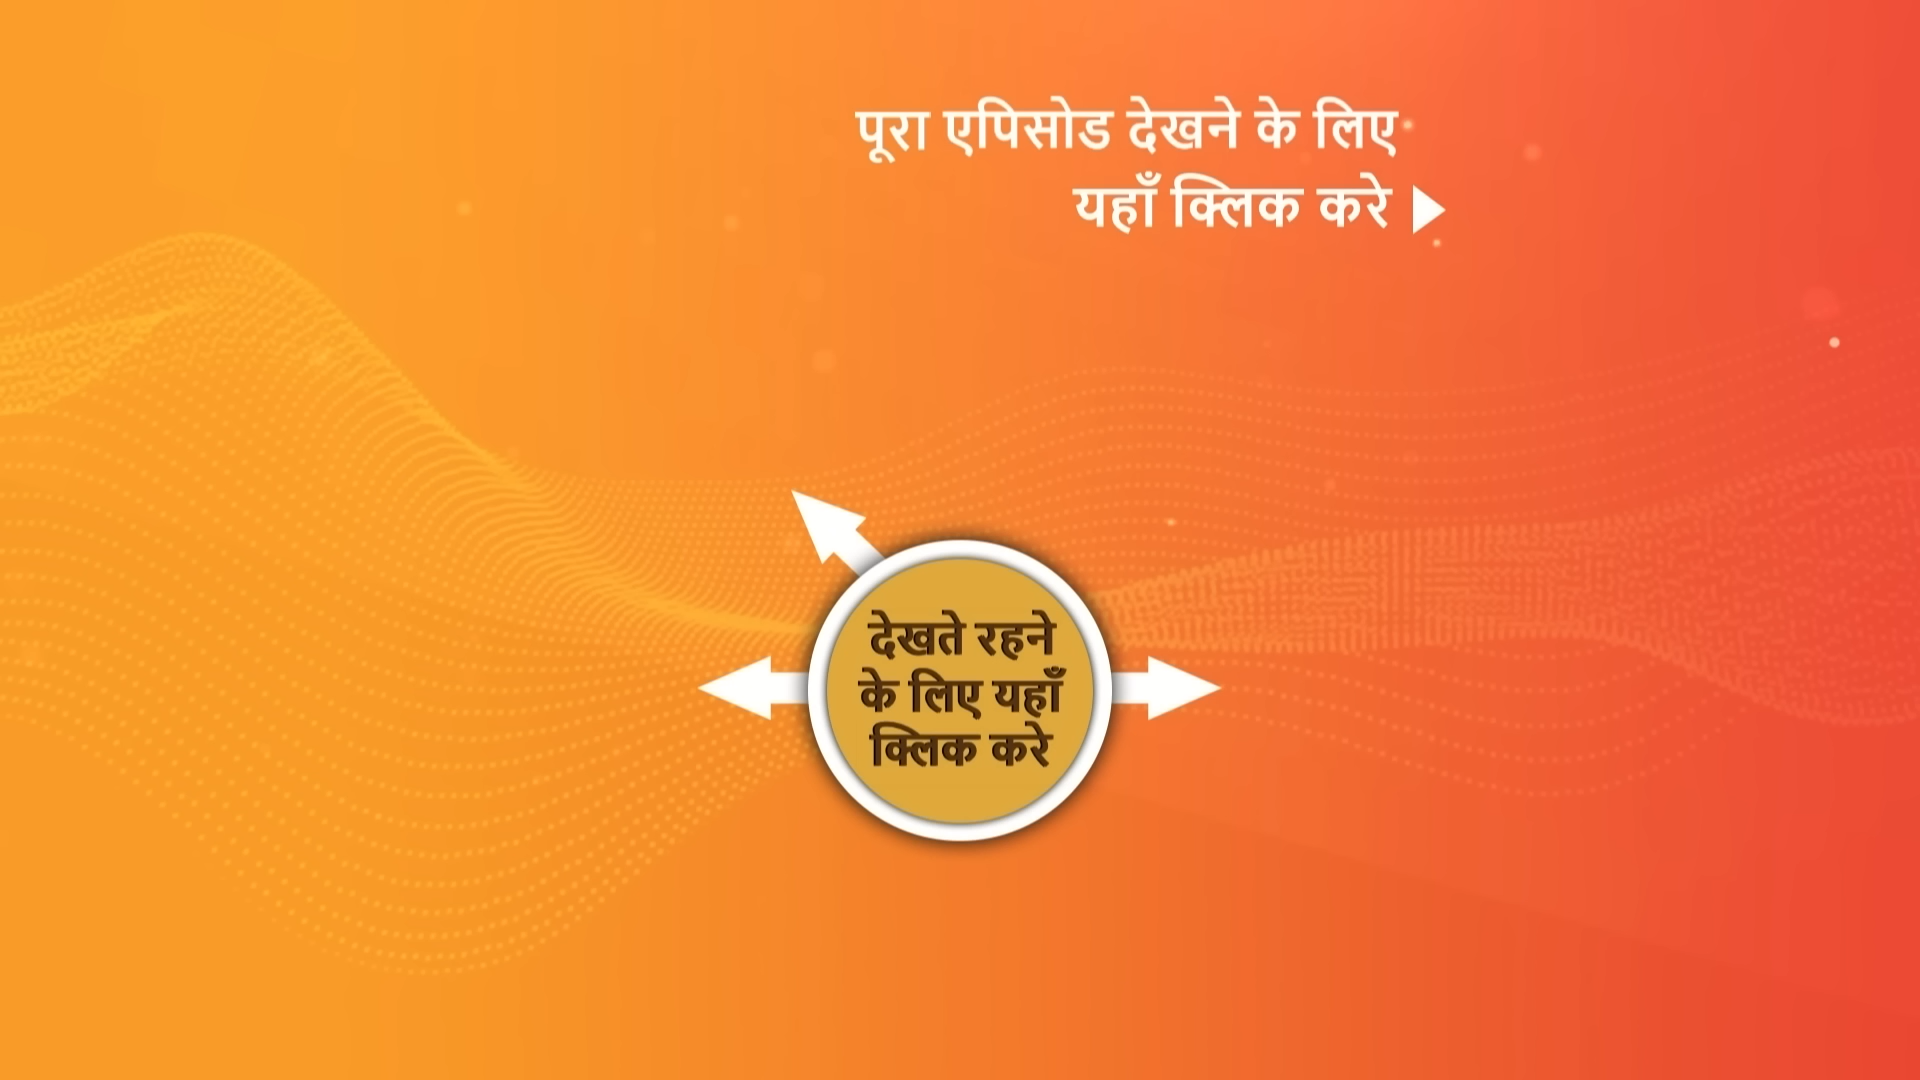 पूरा एपिसोड देखने के लिए
यहाँ क्लिक करे
देखते रहने
के लिए यहाँ
क्लिक करे